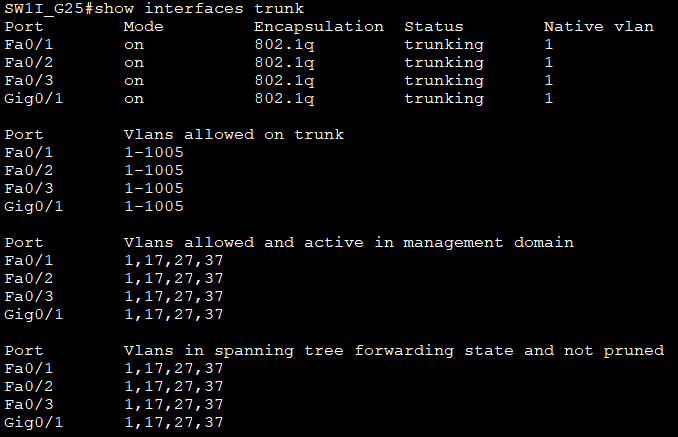 SW1I_G25#show interfaces trunk
Port        Mode         Encapsulation  Status        Native vlan
Fa0/1       on           802.1q         trunking      1
Fa0/2       on           802.1q         trunking      1
Fa0/3       on           802.1q         trunking      1
Gig0/1      on           802.1q         trunking      1

Port        Vlans allowed on trunk
Fa0/1       1-1005
Fa0/2       1-1005
Fa0/3       1-1005
Gig0/1      1-1005

Port        Vlans allowed and active in management domain
Fa0/1       1,17,27,37
Fa0/2       1,17,27,37
Fa0/3       1,17,27,37
Gig0/1      1,17,27,37

Port        Vlans in spanning tree forwarding state and not pruned
Fa0/1       1,17,27,37
Fa0/2       1,17,27,37
Fa0/3       1,17,27,37
Gig0/1      1,17,27,37